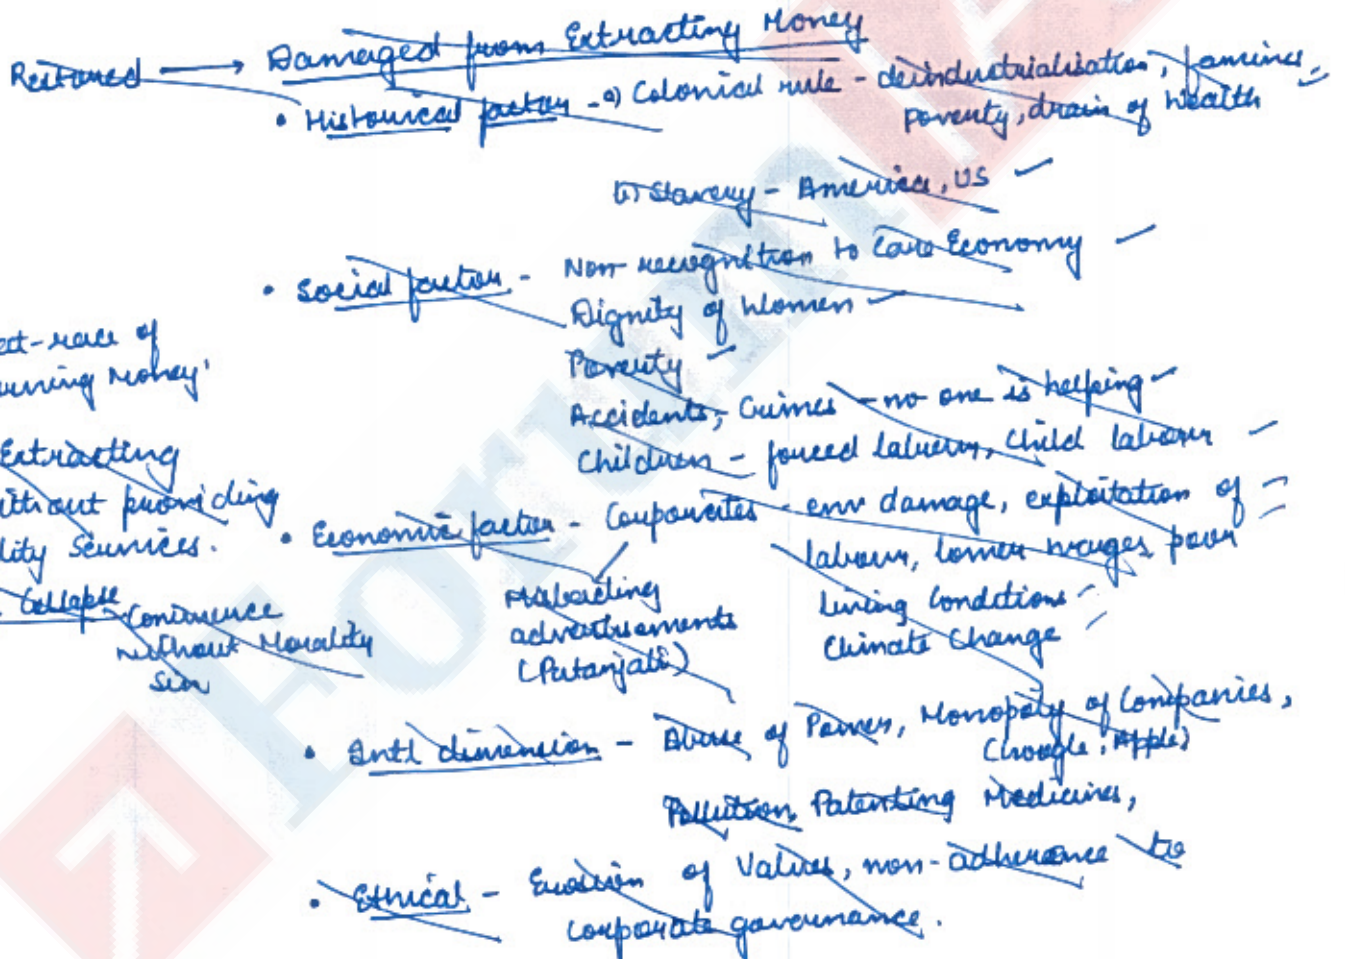 Restored → Damaged from Extracting Money
• Historical factor - a) Colonial rule - deindustrialisation, famines,
poverty, drain of Wealth
b) Slavery - America, US
• Social factor - Non recognition to Care Economy
Dignity of Women
Poverty
Accidents, Crimes - no one is helping
Children - forced labour, Child labour
• Economic factor - Corporates - env damage, exploitation of
labour, lower wages, poor
Living Conditions
Climate Change
Misleading
advertisements
(Patanjali)
• Intl dimension - Abuse of Power, Monopoly of Companies,
(Google, Apple)
Pollution, Patenting Medicines,
• Ethical - Erosion of Values, non-adherence to
corporate governance.
-race of
Money'
Extracting
without providing
lity Services.
Collapse
Commerce
Without Morality
Sin
Forum